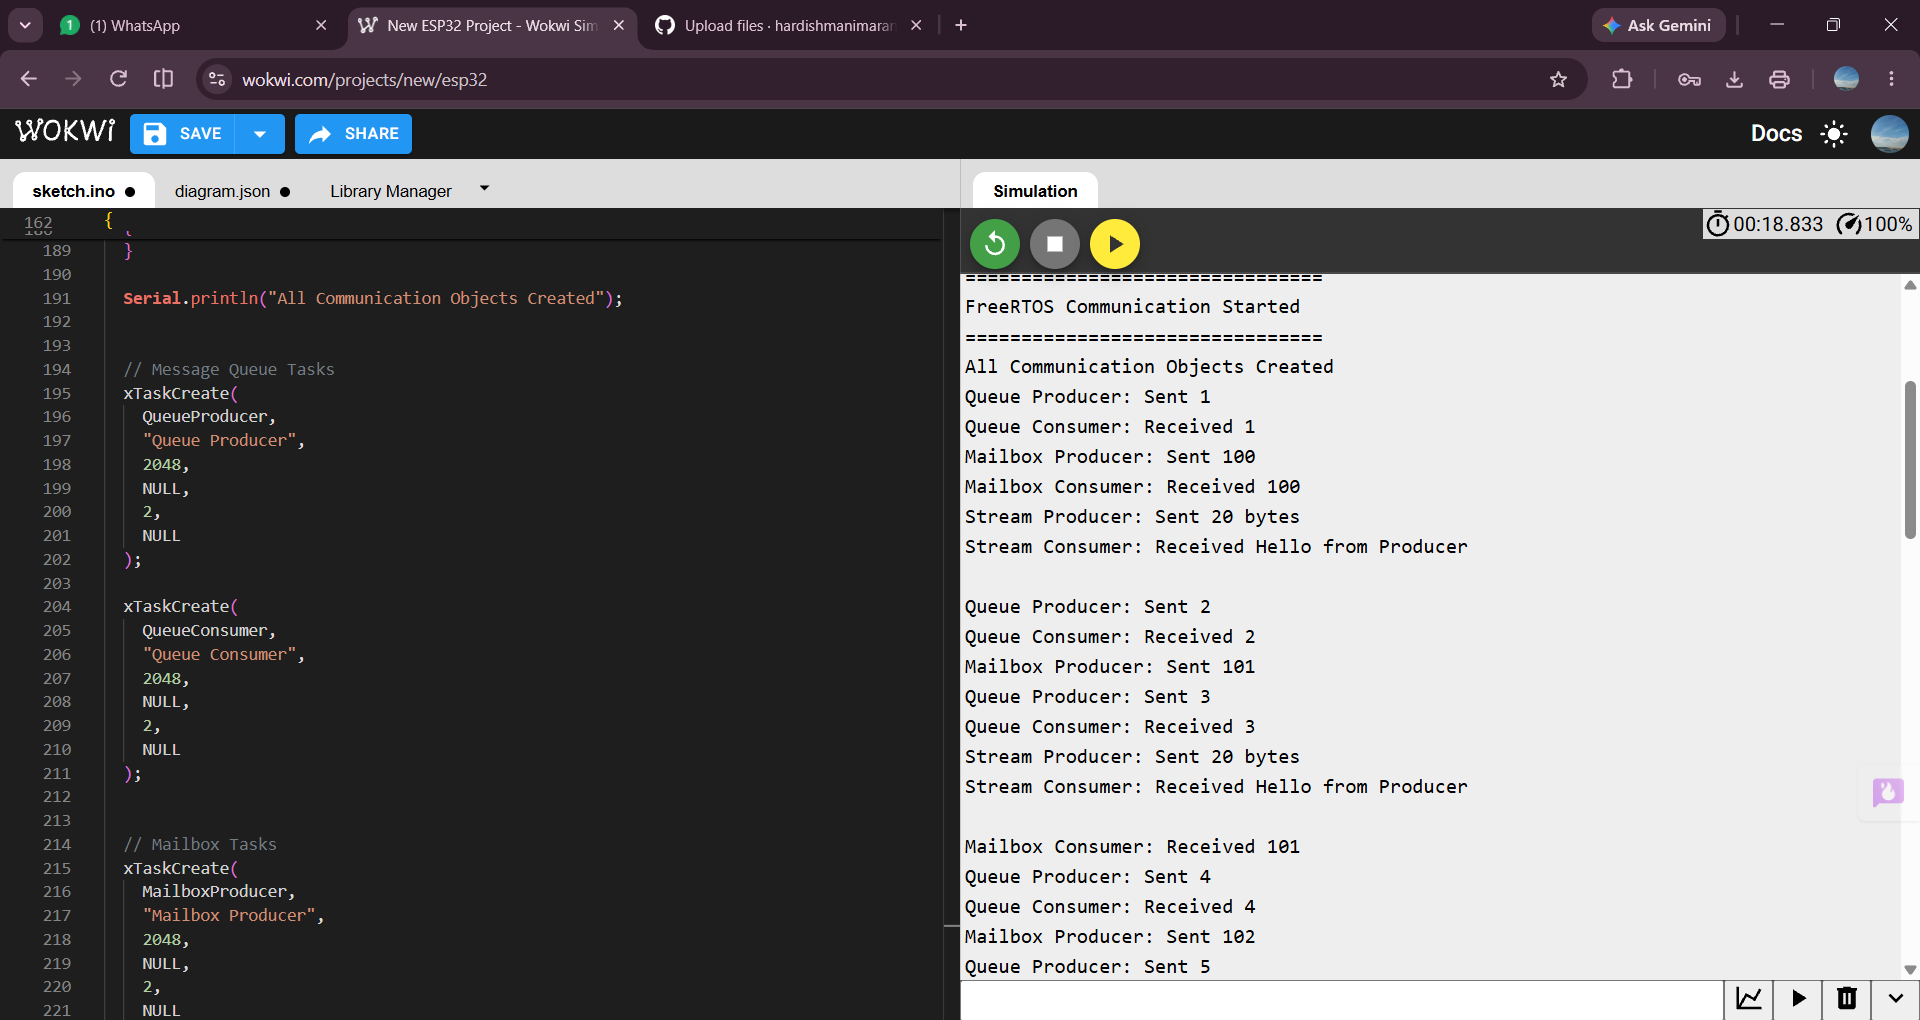 1
(1) WhatsApp
New ESP32 Project - Wokwi Sim
Upload files · hardishmanimaran
Ask Gemini
wokwi.com/projects/new/esp32
WOKWi
SAVE
SHARE
Docs
sketch.ino ●
diagram.json ●
Library Manager
Simulation
162 {
189 }
190
191 Serial.println("All Communication Objects Created");
192
193
194 // Message Queue Tasks
195 xTaskCreate(
196 QueueProducer,
197 "Queue Producer",
198 2048,
199 NULL,
200 2,
201 NULL
202 );
203
204 xTaskCreate(
205 QueueConsumer,
206 "Queue Consumer",
207 2048,
208 NULL,
209 2,
210 NULL
211 );
212
213
214 // Mailbox Tasks
215 xTaskCreate(
216 MailboxProducer,
217 "Mailbox Producer",
218 2048,
219 NULL,
220 2,
221 NULL
00:18.833
100%
================================
FreeRTOS Communication Started
================================
All Communication Objects Created
Queue Producer: Sent 1
Queue Consumer: Received 1
Mailbox Producer: Sent 100
Mailbox Consumer: Received 100
Stream Producer: Sent 20 bytes
Stream Consumer: Received Hello from Producer
Queue Producer: Sent 2
Queue Consumer: Received 2
Mailbox Producer: Sent 101
Queue Producer: Sent 3
Queue Consumer: Received 3
Stream Producer: Sent 20 bytes
Stream Consumer: Received Hello from Producer
Mailbox Consumer: Received 101
Queue Producer: Sent 4
Queue Consumer: Received 4
Mailbox Producer: Sent 102
Queue Producer: Sent 5